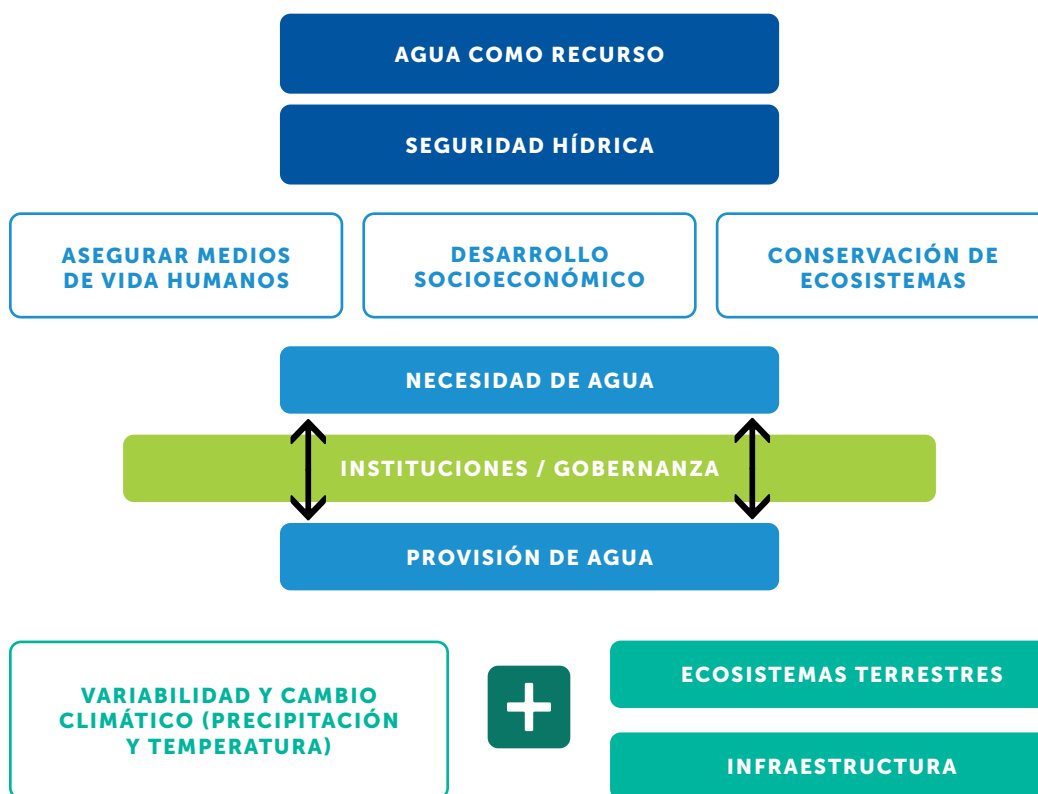 AGUA COMO RECURSO
SEGURIDAD HÍDRICA
ASEGURAR MEDIOS
DE VIDA HUMANOS
DESARROLLO
SOCIOECONÓMICO
CONSERVACIÓN DE
ECOSISTEMAS
NECESIDAD DE AGUA
INSTITUCIONES / GOBERNANZA
PROVISIÓN DE AGUA
VARIABILIDAD Y CAMBIO
CLIMÁTICO (PRECIPITACIÓN
Y TEMPERATURA)
+
ECOSISTEMAS TERRESTRES
INFRAESTRUCTURA